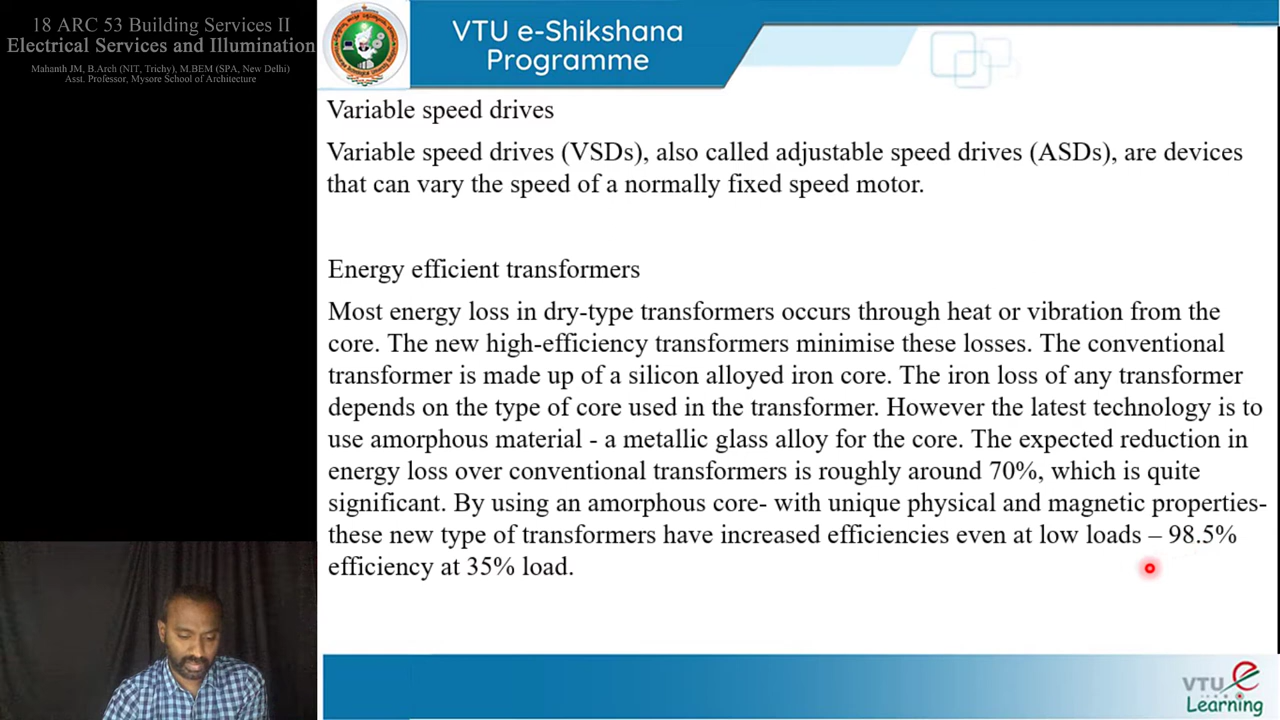 18 ARC 53 Building Services II
Electrical Services and Illumination
Mahanth JM, B.Arch (NIT, Trichy), M.BEM (SPA, New Delhi)
Asst. Professor, Mysore School of Architecture
VTU e-Shikshana
Programme
Variable speed drives
Variable speed drives (VSDs), also called adjustable speed drives (ASDs), are devices
that can vary the speed of a normally fixed speed motor.
Energy efficient transformers
Most energy loss in dry-type transformers occurs through heat or vibration from the
core. The new high-efficiency transformers minimise these losses. The conventional
transformer is made up of a silicon alloyed iron core. The iron loss of any transformer
depends on the type of core used in the transformer. However the latest technology is to
use amorphous material - a metallic glass alloy for the core. The expected reduction in
energy loss over conventional transformers is roughly around 70%, which is quite
significant. By using an amorphous core- with unique physical and magnetic properties-
these new type of transformers have increased efficiencies even at low loads – 98.5%
efficiency at 35% load.
VTU e
Learning